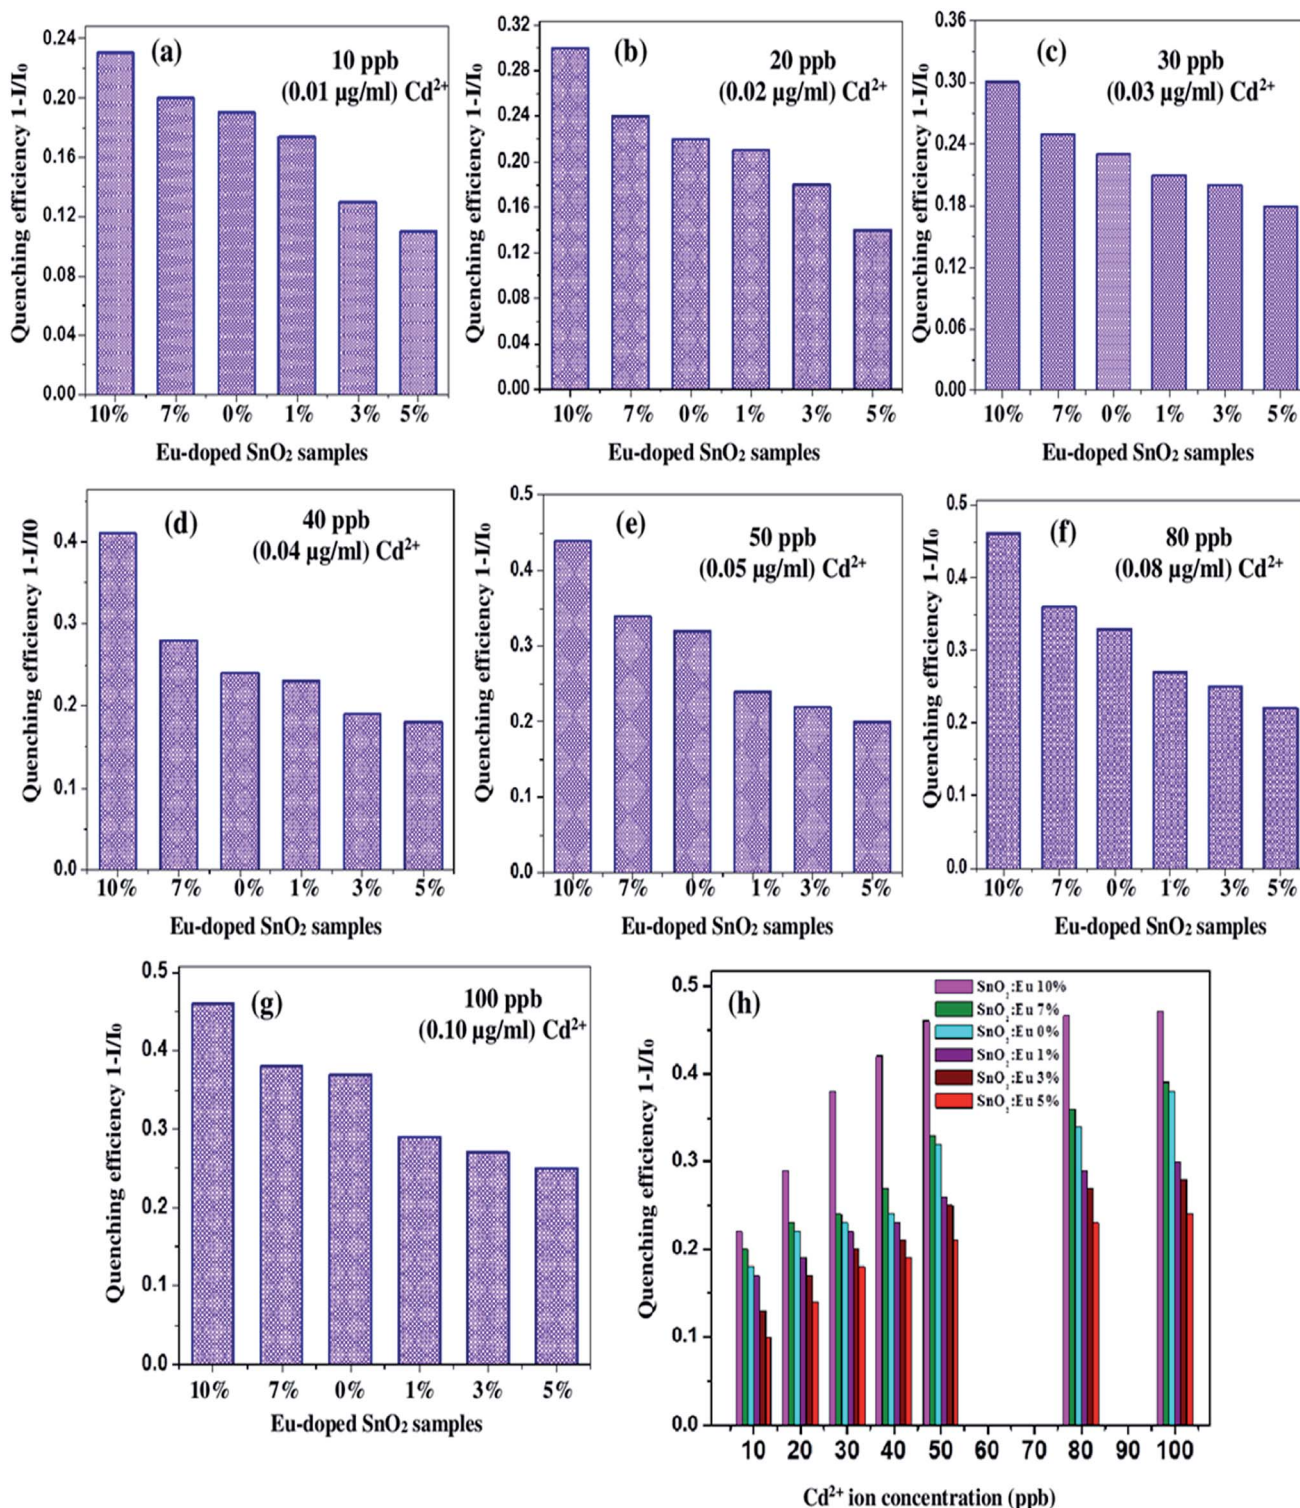 (a)
10 ppb
(0.01 µg/ml) Cd²⁺
Quenching efficiency 1-I/I₀
0.24
0.20
0.16
0.12
0.08
0.04
0.00
10% 7% 0% 1% 3% 5%
Eu-doped SnO₂ samples
(b)
20 ppb
(0.02 µg/ml) Cd²⁺
Quenching efficiency 1-I/I₀
0.32
0.28
0.24
0.20
0.16
0.12
0.08
0.04
0.00
10% 7% 0% 1% 3% 5%
Eu-doped SnO₂ samples
(c)
30 ppb
(0.03 µg/ml) Cd²⁺
Quenching efficiency 1-I/I₀
0.36
0.30
0.24
0.18
0.12
0.06
0.00
10% 7% 0% 1% 3% 5%
Eu-doped SnO₂ samples
(d)
40 ppb
(0.04 µg/ml) Cd²⁺
Quenching efficiency 1-I/I0
0.4
0.3
0.2
0.1
0.0
10% 7% 0% 1% 3% 5%
Eu-doped SnO₂ samples
(e)
50 ppb
(0.05 µg/ml) Cd²⁺
Quenching efficiency 1-I/I₀
0.5
0.4
0.3
0.2
0.1
0.0
10% 7% 0% 1% 3% 5%
Eu-doped SnO₂ samples
(f)
80 ppb
(0.08 µg/ml) Cd²⁺
Quenching efficiency 1-I/I₀
0.5
0.4
0.3
0.2
0.1
0.0
10% 7% 0% 1% 3% 5%
Eu-doped SnO₂ samples
(g)
100 ppb
(0.10 µg/ml) Cd²⁺
Quenching efficiency 1-I/I₀
0.5
0.4
0.3
0.2
0.1
0.0
10% 7% 0% 1% 3% 5%
Eu-doped SnO₂ samples
(h)
SnO₂:Eu 10%
SnO₂:Eu 7%
SnO₂:Eu 0%
SnO₂:Eu 1%
SnO₂:Eu 3%
SnO₂:Eu 5%
Quenching efficiency 1-I/I₀
0.5
0.4
0.3
0.2
0.1
0.0
10 20 30 40 50 60 70 80 90 100
Cd²⁺ ion concentration (ppb)